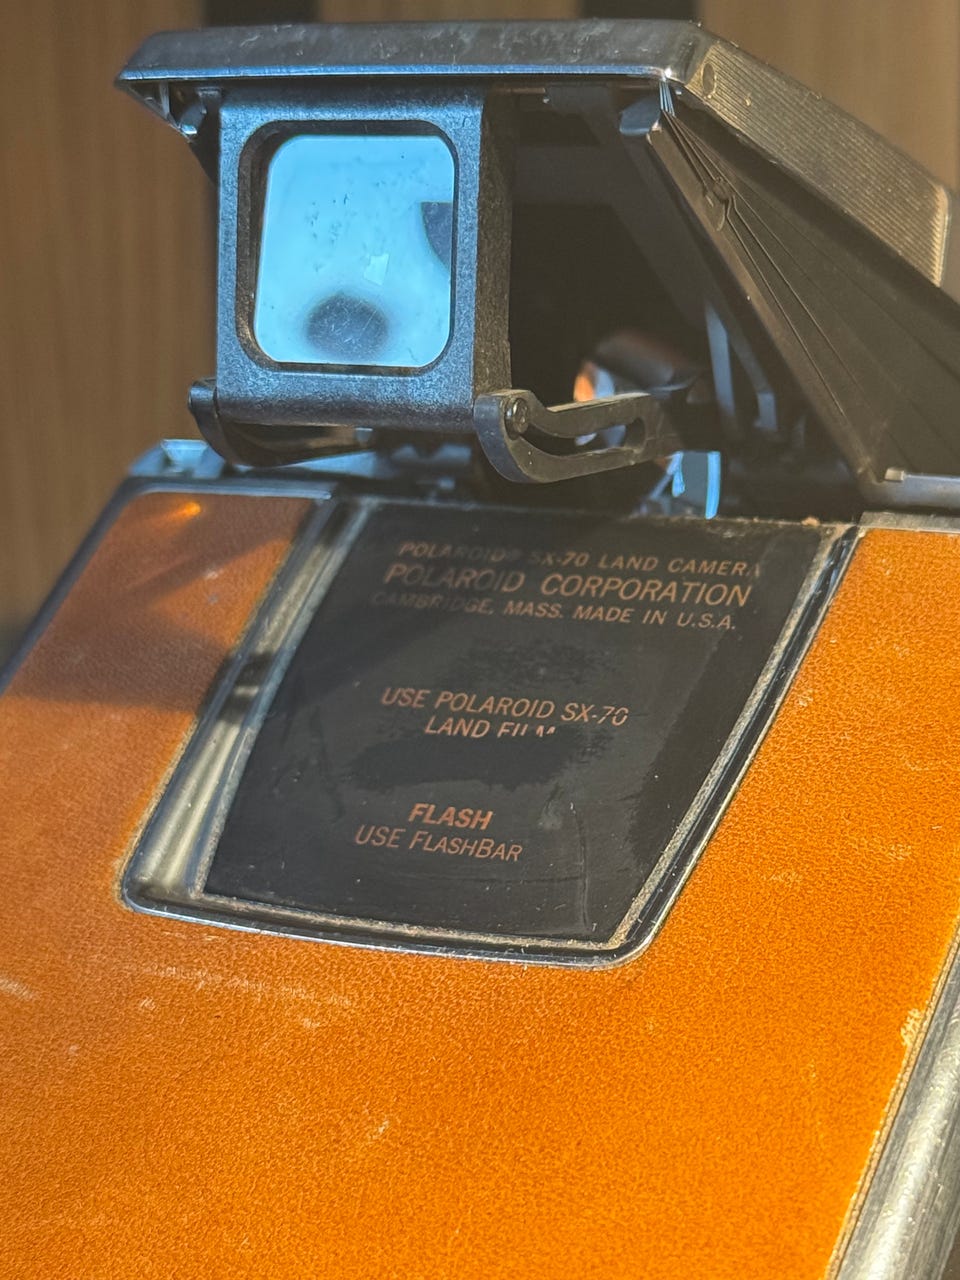 POLAROID® SX-70 LAND CAMERA
POLAROID CORPORATION
CAMBRIDGE, MASS. MADE IN U.S.A.
USE POLAROID SX-70
LAND FILM
FLASH
USE FLASHBAR